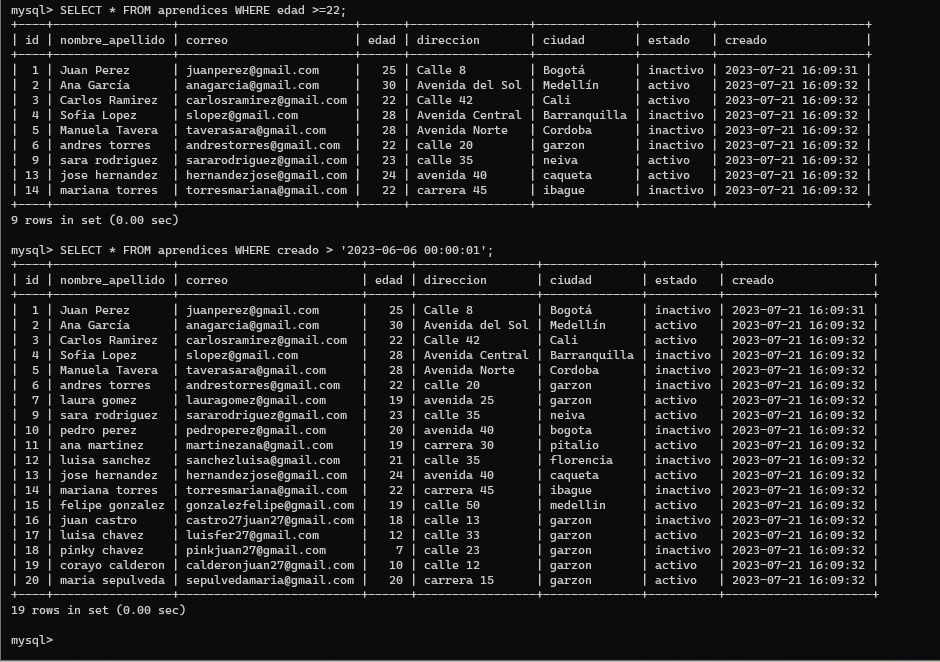 mysql> SELECT * FROM aprendices WHERE edad >=22;
| id | nombre_apellido | correo | edad | direccion | ciudad | estado | creado |
| 1 | Juan Perez | juanperez@gmail.com | 25 | Calle 8 | Bogotá | inactivo | 2023-07-21 16:09:31 |
| 2 | Ana García | anagarcia@gmail.com | 30 | Avenida del Sol | Medellín | activo | 2023-07-21 16:09:32 |
| 3 | Carlos Ramirez | carlosramirez@gmail.com | 22 | Calle 42 | Cali | activo | 2023-07-21 16:09:32 |
| 4 | Sofia Lopez | slopez@gmail.com | 28 | Avenida Central | Barranquilla | inactivo | 2023-07-21 16:09:32 |
| 5 | Manuela Tavera | taverasara@gmail.com | 28 | Avenida Norte | Cordoba | inactivo | 2023-07-21 16:09:32 |
| 6 | andres torres | andrestorres@gmail.com | 22 | calle 20 | garzon | inactivo | 2023-07-21 16:09:32 |
| 9 | sara rodriguez | sararodriguez@gmail.com | 23 | calle 35 | neiva | activo | 2023-07-21 16:09:32 |
| 13 | jose hernandez | hernandezjose@gmail.com | 24 | avenida 40 | caqueta | activo | 2023-07-21 16:09:32 |
| 14 | mariana torres | torresmariana@gmail.com | 22 | carrera 45 | ibague | inactivo | 2023-07-21 16:09:32 |
9 rows in set (0.00 sec)
mysql> SELECT * FROM aprendices WHERE creado > '2023-06-06 00:00:01';
| id | nombre_apellido | correo | edad | direccion | ciudad | estado | creado |
| 1 | Juan Perez | juanperez@gmail.com | 25 | Calle 8 | Bogotá | inactivo | 2023-07-21 16:09:31 |
| 2 | Ana García | anagarcia@gmail.com | 30 | Avenida del Sol | Medellín | activo | 2023-07-21 16:09:32 |
| 3 | Carlos Ramirez | carlosramirez@gmail.com | 22 | Calle 42 | Cali | activo | 2023-07-21 16:09:32 |
| 4 | Sofia Lopez | slopez@gmail.com | 28 | Avenida Central | Barranquilla | inactivo | 2023-07-21 16:09:32 |
| 5 | Manuela Tavera | taverasara@gmail.com | 28 | Avenida Norte | Cordoba | inactivo | 2023-07-21 16:09:32 |
| 6 | andres torres | andrestorres@gmail.com | 22 | calle 20 | garzon | inactivo | 2023-07-21 16:09:32 |
| 7 | laura gomez | lauragomez@gmail.com | 19 | avenida 25 | garzon | activo | 2023-07-21 16:09:32 |
| 9 | sara rodriguez | sararodriguez@gmail.com | 23 | calle 35 | neiva | activo | 2023-07-21 16:09:32 |
| 10 | pedro perez | pedroperez@gmail.com | 20 | avenida 40 | bogota | inactivo | 2023-07-21 16:09:32 |
| 11 | ana martinez | martinezana@gmail.com | 19 | carrera 30 | pitalio | activo | 2023-07-21 16:09:32 |
| 12 | luisa sanchez | sanchezluisa@gmail.com | 21 | calle 35 | florencia | inactivo | 2023-07-21 16:09:32 |
| 13 | jose hernandez | hernandezjose@gmail.com | 24 | avenida 40 | caqueta | activo | 2023-07-21 16:09:32 |
| 14 | mariana torres | torresmariana@gmail.com | 22 | carrera 45 | ibague | inactivo | 2023-07-21 16:09:32 |
| 15 | felipe gonzalez | gonzalezfelipe@gmail.com | 19 | calle 50 | medellin | activo | 2023-07-21 16:09:32 |
| 16 | juan castro | castro27juan27@gmail.com | 18 | calle 13 | garzon | inactivo | 2023-07-21 16:09:32 |
| 17 | luisa chavez | luisfer27@gmail.com | 12 | calle 33 | garzon | activo | 2023-07-21 16:09:32 |
| 18 | pinky chavez | pinkjuan27@gmail.com | 7 | calle 23 | garzon | inactivo | 2023-07-21 16:09:32 |
| 19 | corayo calderon | calderonjuan27@gmail.com | 10 | calle 12 | garzon | activo | 2023-07-21 16:09:32 |
| 20 | maria sepulveda | sepulvedamaria@gmail.com | 20 | carrera 15 | garzon | activo | 2023-07-21 16:09:32 |
19 rows in set (0.00 sec)
mysql>